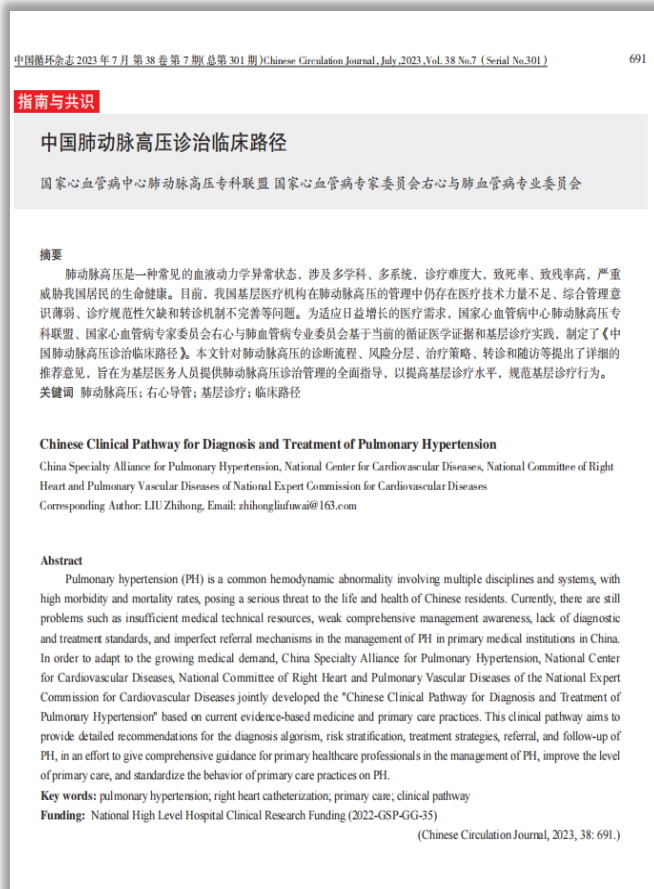 中国循环杂志 2023 年 7 月 第 38 卷 第 7 期(总第 301 期)Chinese Circulation Journal, July,2023,Vol. 38 No.7 (Serial No.301) 691
指南与共识
中国肺动脉高压诊治临床路径
国家心血管病中心肺动脉高压专科联盟 国家心血管病专家委员会右心与肺血管病专业委员会
摘要
肺动脉高压是一种常见的血液动力学异常状态，涉及多学科、多系统，诊疗难度大，致死率、致残率高，严重
威胁我国居民的生命健康。目前，我国基层医疗机构在肺动脉高压的管理中仍存在医疗技术力量不足、综合管理意
识薄弱、诊疗规范性欠缺和转诊机制不完善等问题。为适应日益增长的医疗需求，国家心血管病中心肺动脉高压专
科联盟、国家心血管病专家委员会右心与肺血管病专业委员会基于当前的循证医学证据和基层诊疗实践，制定了《中
国肺动脉高压诊治临床路径》。本文针对肺动脉高压的诊断流程、风险分层、治疗策略、转诊和随访等提出了详细的
推荐意见，旨在为基层医务人员提供肺动脉高压诊治管理的全面指导，以提高基层诊疗水平，规范基层诊疗行为。
关键词 肺动脉高压；右心导管；基层诊疗；临床路径
Chinese Clinical Pathway for Diagnosis and Treatment of Pulmonary Hypertension
China Specialty Alliance for Pulmonary Hypertension, National Center for Cardiovascular Diseases, National Committee of Right
Heart and Pulmonary Vascular Diseases of National Expert Commission for Cardiovascular Diseases
Corresponding Author: LIU Zhihong, Email: zhihongliufuwai@163.com
Abstract
Pulmonary hypertension (PH) is a common hemodynamic abnormality involving multiple disciplines and systems, with
high morbidity and mortality rates, posing a serious threat to the life and health of Chinese residents. Currently, there are still
problems such as insufficient medical technical resources, weak comprehensive management awareness, lack of diagnostic
and treatment standards, and imperfect referral mechanisms in the management of PH in primary medical institutions in China.
In order to adapt to the growing medical demand, China Specialty Alliance for Pulmonary Hypertension, National Center
for Cardiovascular Diseases, National Committee of Right Heart and Pulmonary Vascular Diseases of the National Expert
Commission for Cardiovascular Diseases jointly developed the "Chinese Clinical Pathway for Diagnosis and Treatment of
Pulmonary Hypertension" based on current evidence-based medicine and primary care practices. This clinical pathway aims to
provide detailed recommendations for the diagnosis algorism, risk stratification, treatment strategies, referral, and follow-up of
PH, in an effort to give comprehensive guidance for primary healthcare professionals in the management of PH, improve the level
of primary care, and standardize the behavior of primary care practices on PH.
Key words: pulmonary hypertension; right heart catheterization; primary care; clinical pathway
Funding: National High Level Hospital Clinical Research Funding (2022-GSP-GG-35)
(Chinese Circulation Journal, 2023, 38: 691.)